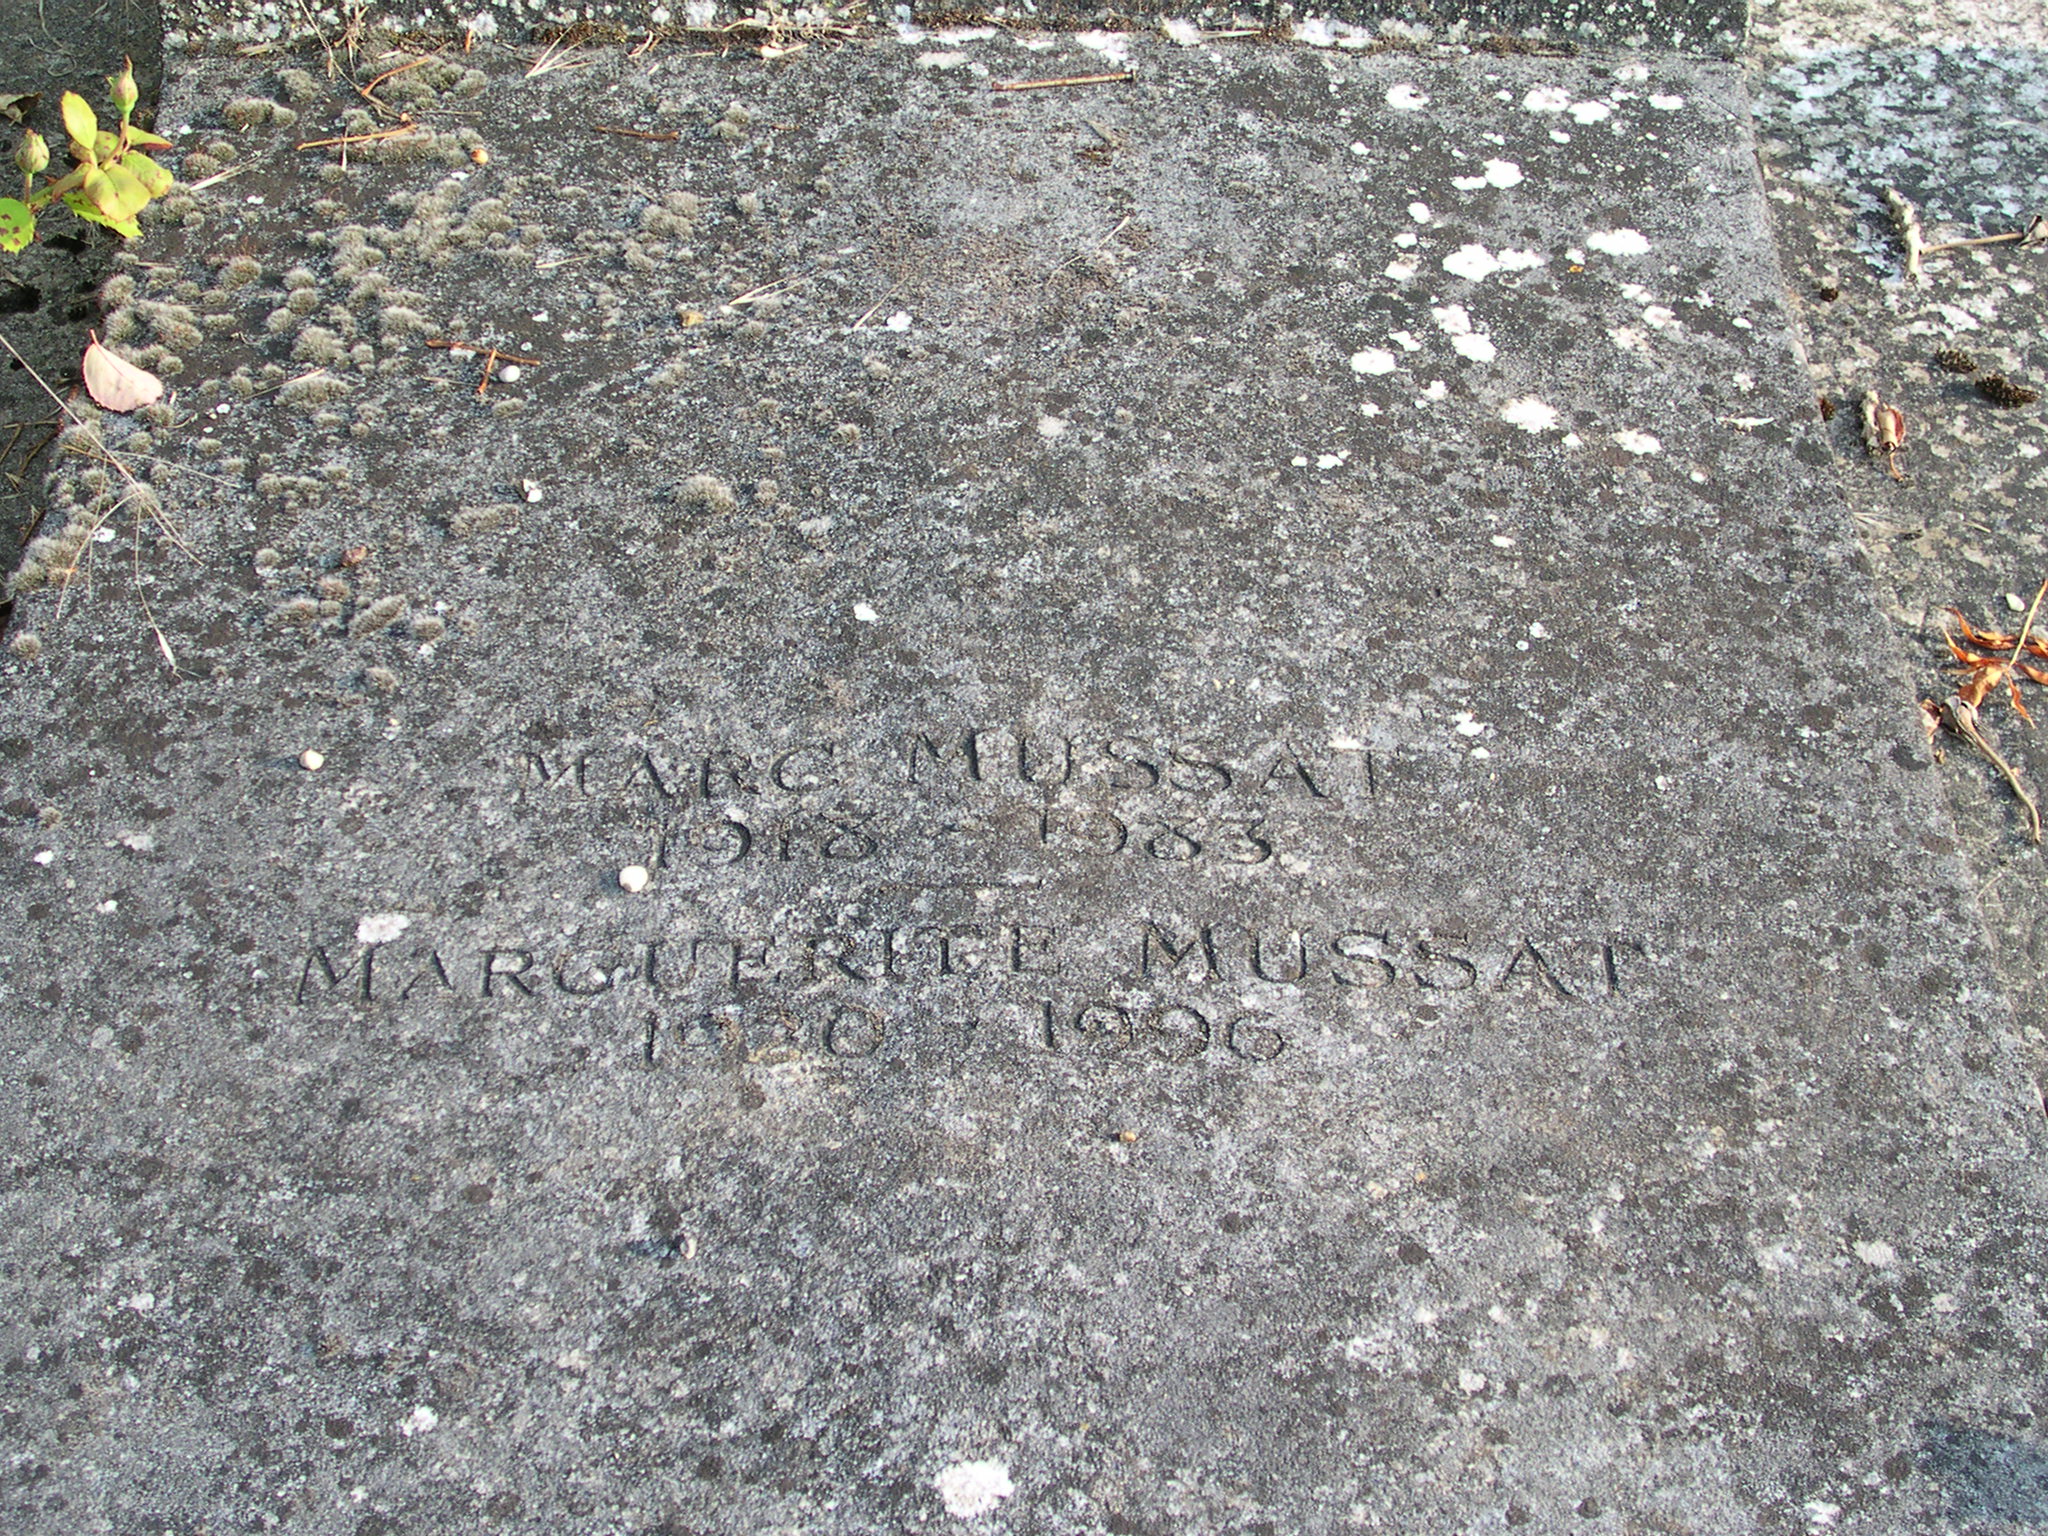 MARC MUSSAT
1918 - 1983
MARGUERITE MUSSAT
1920 - 1996